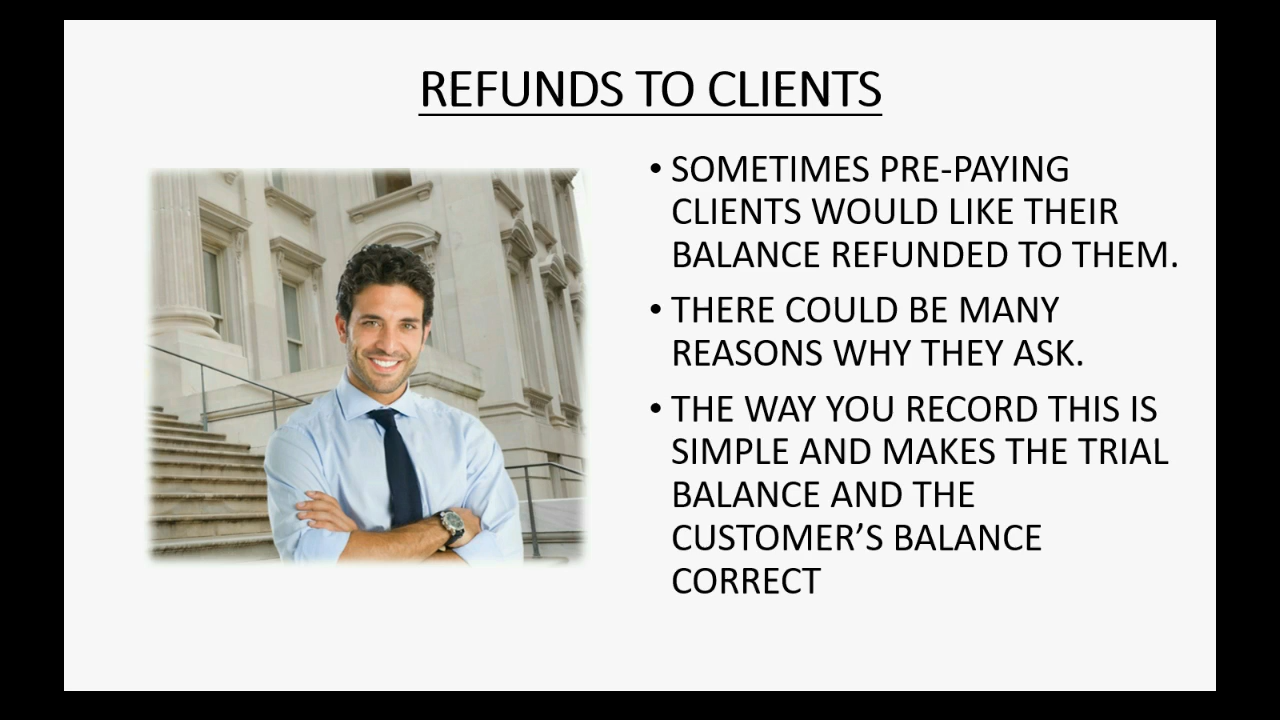 REFUNDS TO CLIENTS
• SOMETIMES PRE-PAYING
CLIENTS WOULD LIKE THEIR
BALANCE REFUNDED TO THEM.
• THERE COULD BE MANY
REASONS WHY THEY ASK.
• THE WAY YOU RECORD THIS IS
SIMPLE AND MAKES THE TRIAL
BALANCE AND THE
CUSTOMER’S BALANCE
CORRECT